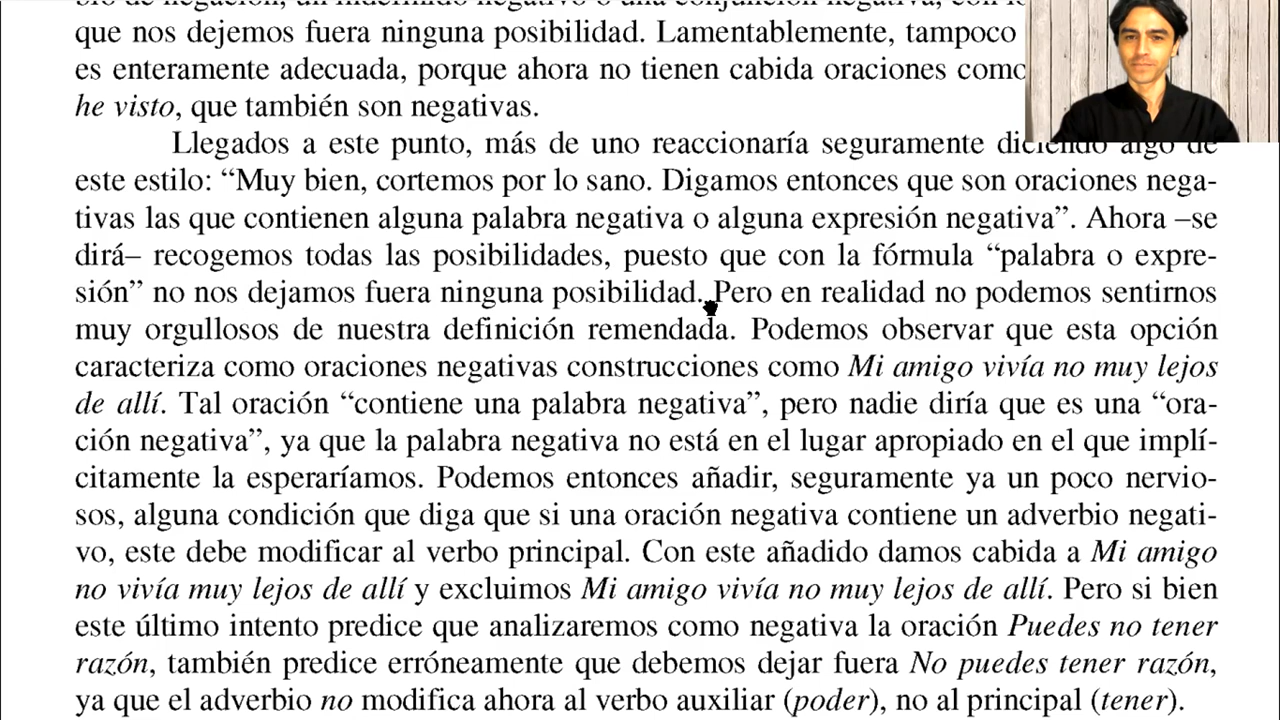 que nos dejemos fuera ninguna posibilidad. Lamentablemente, tampoco
es enteramente adecuada, porque ahora no tienen cabida oraciones como
he visto, que también son negativas.
Llegados a este punto, más de uno reaccionaría seguramente diciendo algo de
este estilo: “Muy bien, cortemos por lo sano. Digamos entonces que son oraciones nega-
tivas las que contienen alguna palabra negativa o alguna expresión negativa”. Ahora –se
dirá– recogemos todas las posibilidades, puesto que con la fórmula “palabra o expre-
sión” no nos dejamos fuera ninguna posibilidad. Pero en realidad no podemos sentirnos
muy orgullosos de nuestra definición remendada. Podemos observar que esta opción
caracteriza como oraciones negativas construcciones como Mi amigo vivía no muy lejos
de allí. Tal oración “contiene una palabra negativa”, pero nadie diría que es una “ora-
ción negativa”, ya que la palabra negativa no está en el lugar apropiado en el que implí-
citamente la esperaríamos. Podemos entonces añadir, seguramente ya un poco nervio-
sos, alguna condición que diga que si una oración negativa contiene un adverbio negati-
vo, este debe modificar al verbo principal. Con este añadido damos cabida a Mi amigo
no vivía muy lejos de allí y excluimos Mi amigo vivía no muy lejos de allí. Pero si bien
este último intento predice que analizaremos como negativa la oración Puedes no tener
razón, también predice erróneamente que debemos dejar fuera No puedes tener razón,
ya que el adverbio no modifica ahora al verbo auxiliar (poder), no al principal (tener).